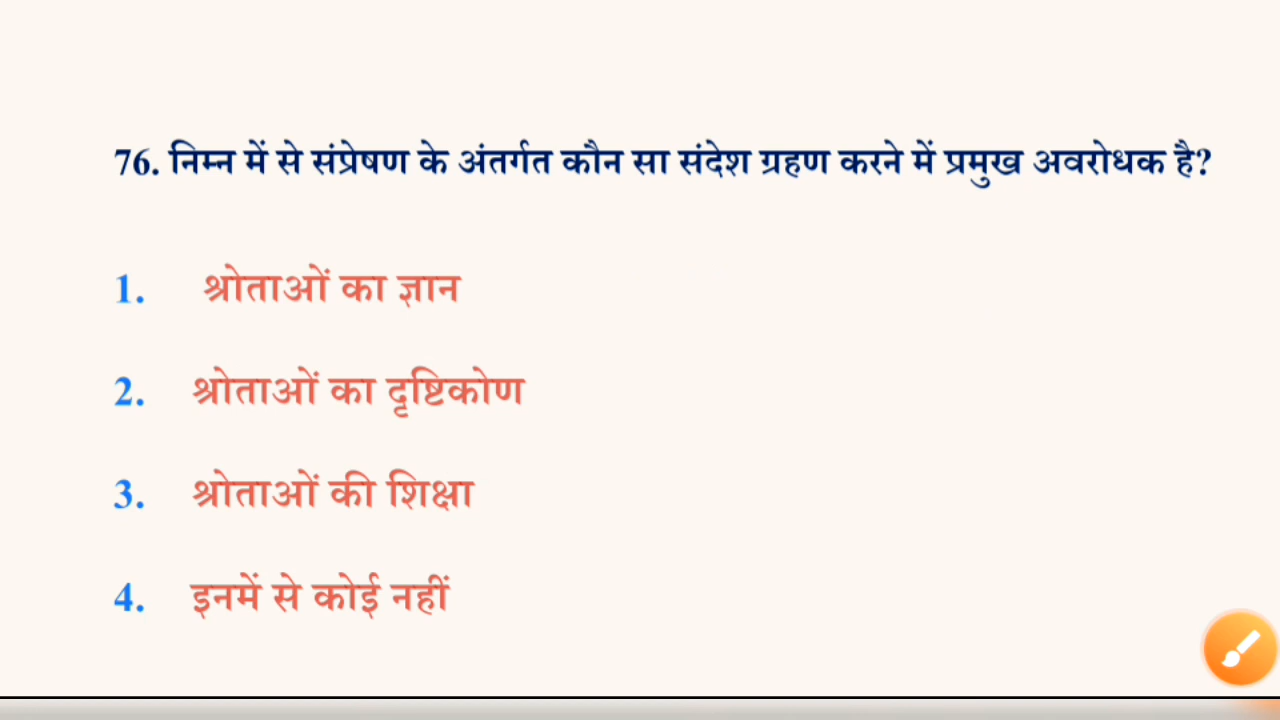 76. निम्न में से संप्रेषण के अंतर्गत कौन सा संदेश ग्रहण करने में प्रमुख अवरोधक है?
1. श्रोताओं का ज्ञान
2. श्रोताओं का दृष्टिकोण
3. श्रोताओं की शिक्षा
4. इनमें से कोई नहीं